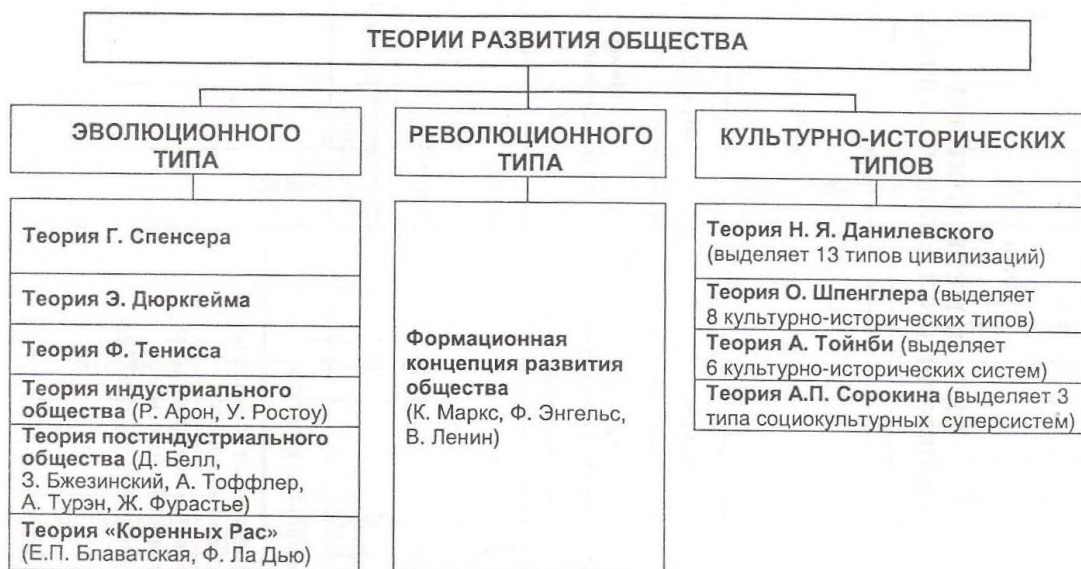 ТЕОРИИ РАЗВИТИЯ ОБЩЕСТВА
ЭВОЛЮЦИОННОГО
ТИПА
Теория Г. Спенсера
Теория Э. Дюркгейма
Теория Ф. Тенисса
Теория индустриального
общества (Р. Арон, У. Ростоу)
Теория постиндустриального
общества (Д. Белл,
З. Бжезинский, А. Тоффлер,
А. Турэн, Ж. Фурастье)
Теория «Коренных Рас»
(Е.П. Блаватская, Ф. Ла Дью)
РЕВОЛЮЦИОННОГО
ТИПА
Формационная
концепция развития
общества
(К. Маркс, Ф. Энгельс,
В. Ленин)
КУЛЬТУРНО-ИСТОРИЧЕСКИХ
ТИПОВ
Теория Н. Я. Данилевского
(выделяет 13 типов цивилизаций)
Теория О. Шпенглера (выделяет
8 культурно-исторических типов)
Теория А. Тойнби (выделяет
6 культурно-исторических систем)
Теория А.П. Сорокина (выделяет 3
типа социокультурных суперсистем)